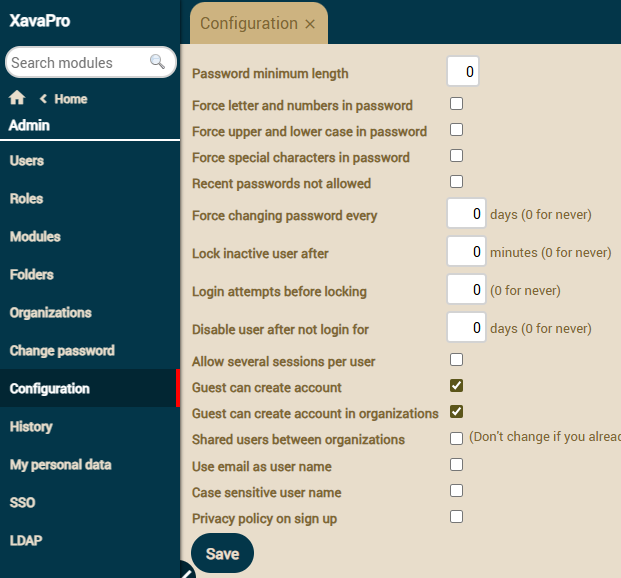 XavaPro
Search modules
Home
Admin
Users
Roles
Modules
Folders
Organizations
Change password
Configuration
History
My personal data
SSO
LDAP
Configuration ×
Password minimum length 0
Force letter and numbers in password
Force upper and lower case in password
Force special characters in password
Recent passwords not allowed
Force changing password every 0 days (0 for never)
Lock inactive user after 0 minutes (0 for never)
Login attempts before locking 0 (0 for never)
Disable user after not login for 0 days (0 for never)
Allow several sessions per user
Guest can create account
Guest can create account in organizations
Shared users between organizations (Don't change if you alread
Use email as user name
Case sensitive user name
Privacy policy on sign up
Save